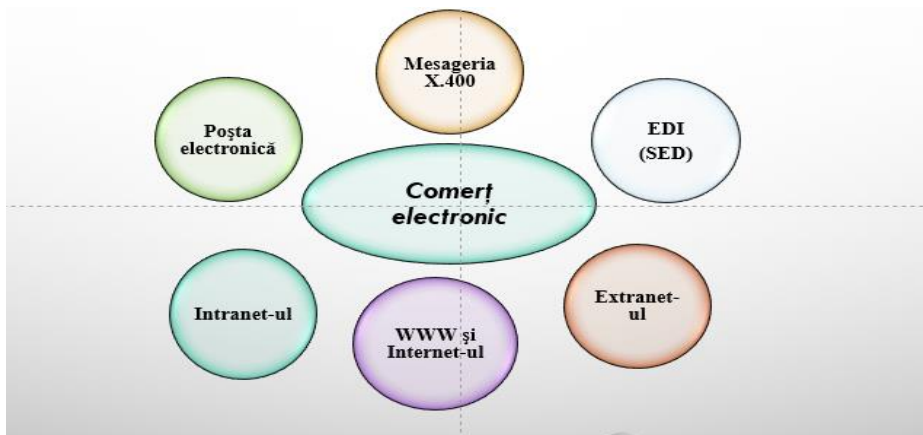 Mesageria
X.400
Poşta
electronică
EDI
(SED)
Comerț
electronic
Intranet-ul
WWW şi
Internet-ul
Extranet-
ul